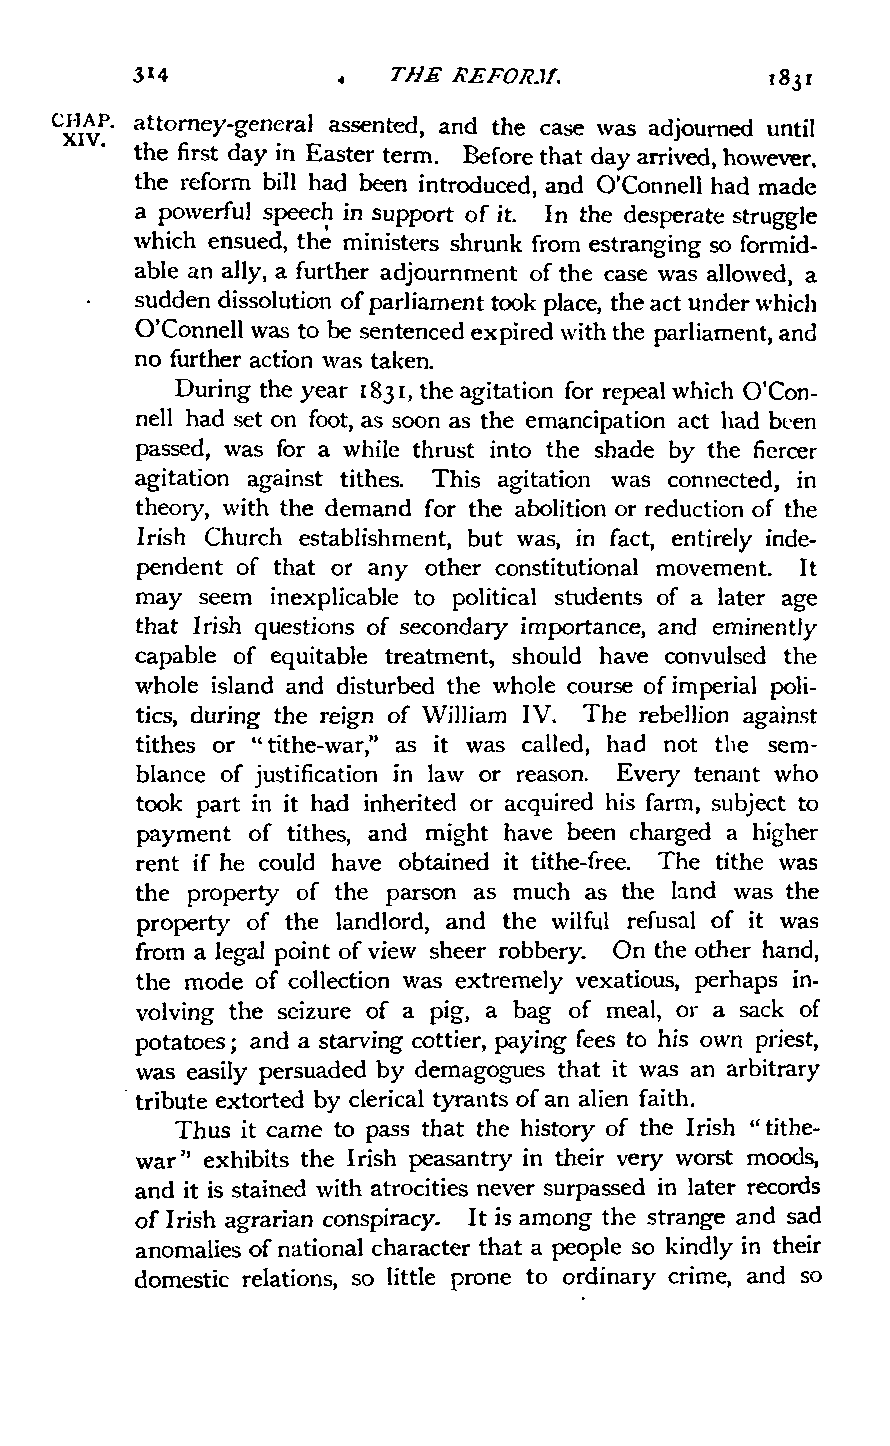 314 THE REFORM. 1831
CHAP. XIV.
attorney-general assented, and the case was adjourned until
the first day in Easter term. Before that day arrived, however,
the reform bill had been introduced, and O'Connell had made
a powerful speech in support of it. In the desperate struggle
which ensued, the ministers shrunk from estranging so formid-
able an ally, a further adjournment of the case was allowed, a
sudden dissolution of parliament took place, the act under which
O'Connell was to be sentenced expired with the parliament, and
no further action was taken.
During the year 1831, the agitation for repeal which O'Con-
nell had set on foot, as soon as the emancipation act had been
passed, was for a while thrust into the shade by the fiercer
agitation against tithes. This agitation was connected, in
theory, with the demand for the abolition or reduction of the
Irish Church establishment, but was, in fact, entirely inde-
pendent of that or any other constitutional movement. It
may seem inexplicable to political students of a later age
that Irish questions of secondary importance, and eminently
capable of equitable treatment, should have convulsed the
whole island and disturbed the whole course of imperial poli-
tics, during the reign of William IV. The rebellion against
tithes or "tithe-war," as it was called, had not the sem-
blance of justification in law or reason. Every tenant who
took part in it had inherited or acquired his farm, subject to
payment of tithes, and might have been charged a higher
rent if he could have obtained it tithe-free. The tithe was
the property of the parson as much as the land was the
property of the landlord, and the wilful refusal of it was
from a legal point of view sheer robbery. On the other hand,
the mode of collection was extremely vexatious, perhaps in-
volving the seizure of a pig, a bag of meal, or a sack of
potatoes; and a starving cottier, paying fees to his own priest,
was easily persuaded by demagogues that it was an arbitrary
tribute extorted by clerical tyrants of an alien faith.
Thus it came to pass that the history of the Irish "tithe-
war" exhibits the Irish peasantry in their very worst moods,
and it is stained with atrocities never surpassed in later records
of Irish agrarian conspiracy. It is among the strange and sad
anomalies of national character that a people so kindly in their
domestic relations, so little prone to ordinary crime, and so